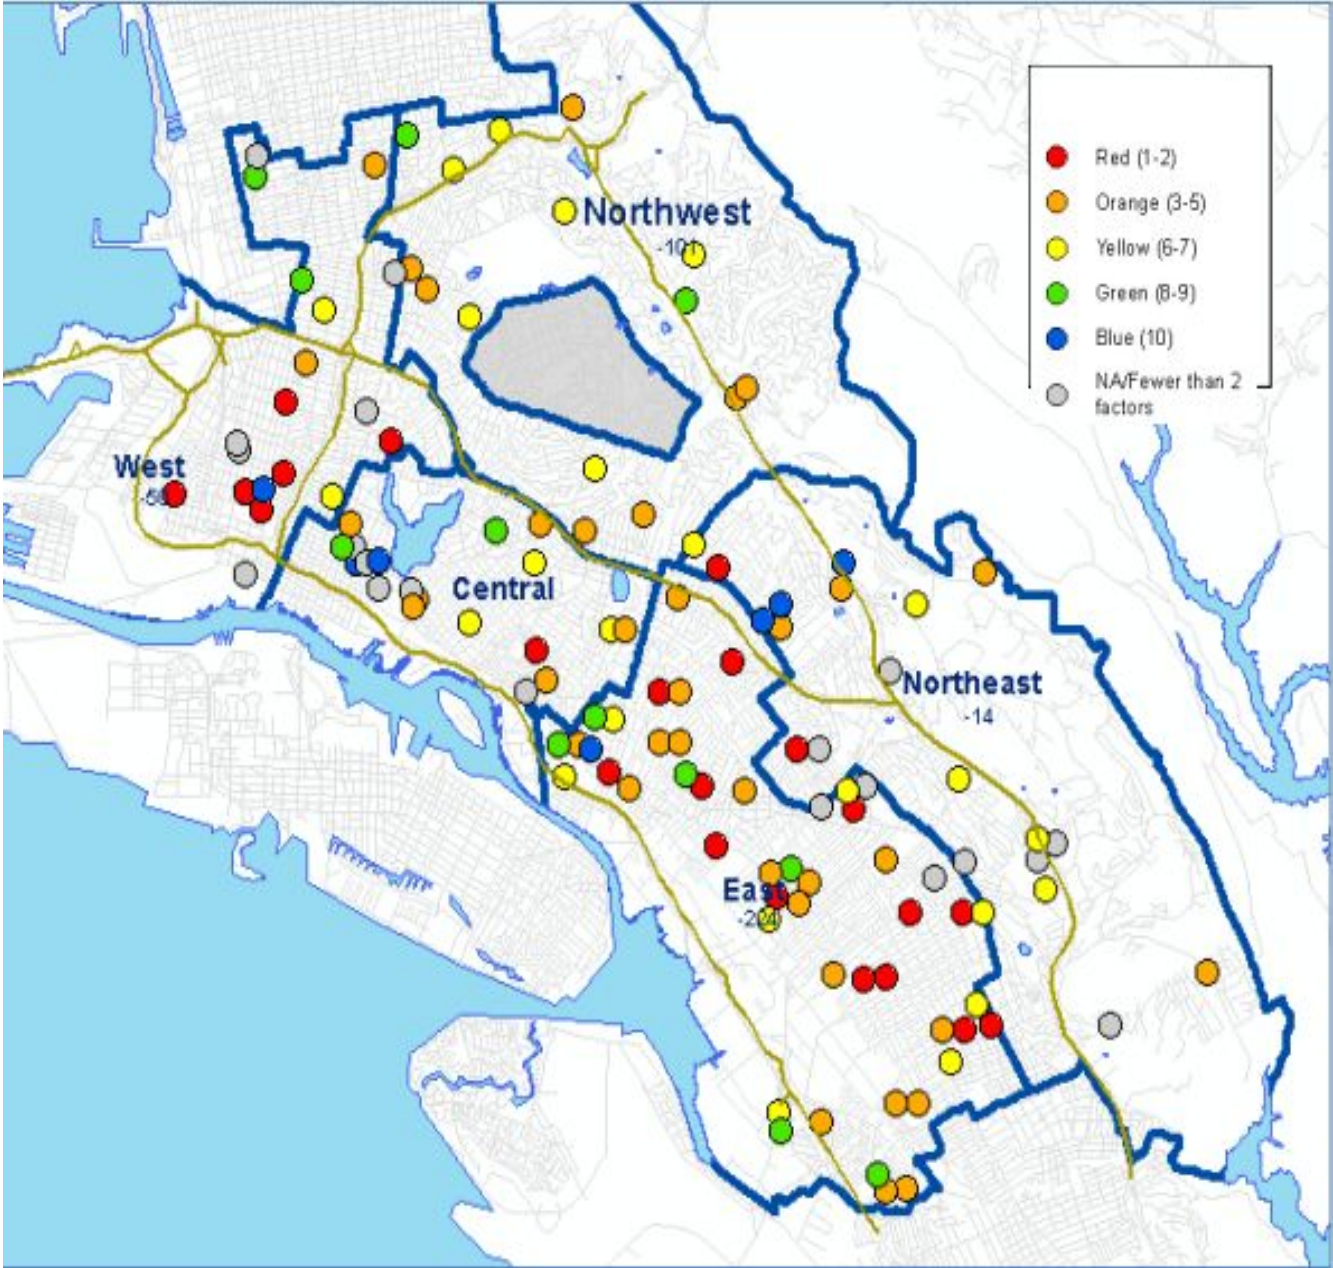 Red (1-2)
Orange (3-5)
Northwest
-101
Yellow (6-7)
Green (8-9)
Blue (10)
NA/Fewer than 2
factors
West
Central
Northeast
-14
East